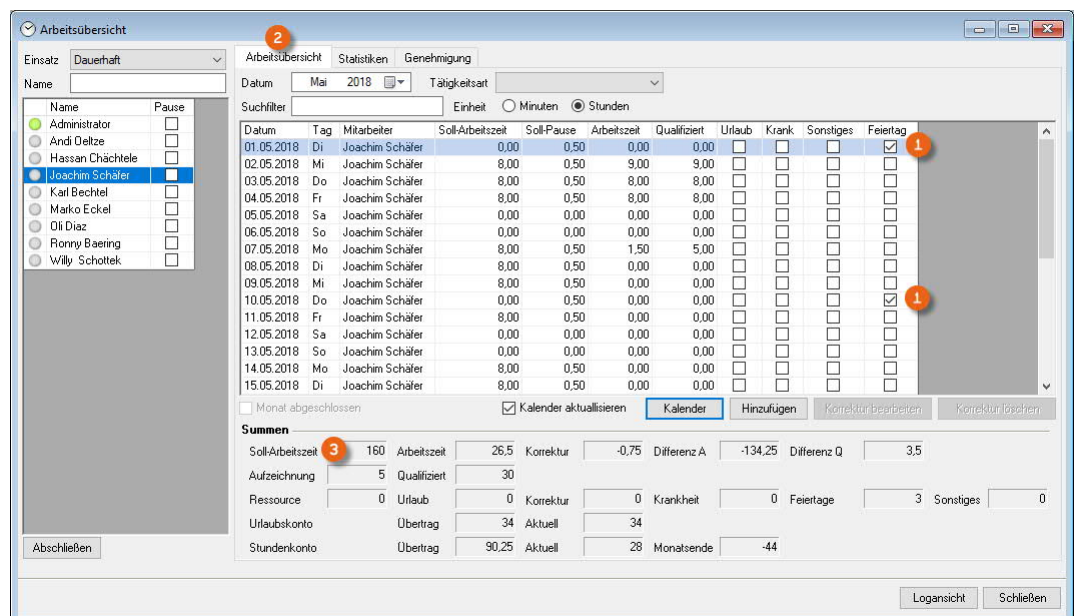 Arbeitsübersicht
2
Einsatz Dauerhaft
Name
Name Pause
Administrator
Andi Oeltze
Hassan Chächtele
Joachim Schäfer
Karl Bechtel
Marko Eckel
Oli Diaz
Ronny Baering
Willy Schottek
Abschließen
Arbeitsübersicht Statistiken Genehmigung
Datum Mai 2018 Tätigkeitsart
Suchfilter Einheit Minuten Stunden
Datum Tag Mitarbeiter Soll-Arbeitszeit Soll-Pause Arbeitszeit Qualifiziert Urlaub Krank Sonstiges Feiertag
01.05.2018 Di Joachim Schäfer 0,00 0,50 0,00 0,00 1
02.05.2018 Mi Joachim Schäfer 8,00 0,50 9,00 9,00
03.05.2018 Do Joachim Schäfer 8,00 0,50 8,00 8,00
04.05.2018 Fr Joachim Schäfer 8,00 0,50 8,00 8,00
05.05.2018 Sa Joachim Schäfer 0,00 0,00 0,00 0,00
06.05.2018 So Joachim Schäfer 0,00 0,00 0,00 0,00
07.05.2018 Mo Joachim Schäfer 8,00 0,50 1,50 5,00
08.05.2018 Di Joachim Schäfer 8,00 0,50 0,00 0,00
09.05.2018 Mi Joachim Schäfer 8,00 0,50 0,00 0,00
10.05.2018 Do Joachim Schäfer 0,00 0,50 0,00 0,00 1
11.05.2018 Fr Joachim Schäfer 8,00 0,50 0,00 0,00
12.05.2018 Sa Joachim Schäfer 0,00 0,00 0,00 0,00
13.05.2018 So Joachim Schäfer 0,00 0,00 0,00 0,00
14.05.2018 Mo Joachim Schäfer 8,00 0,50 0,00 0,00
15.05.2018 Di Joachim Schäfer 8,00 0,50 0,00 0,00
Monat abgeschlossen Kalender aktuallisieren Kalender Hinzufügen Korrektur bearbeiten Korrektur löschen
Summen
Soll-Arbeitszeit 3 160 Arbeitszeit 26,5 Korrektur -0,75 Differenz A -134,25 Differenz Q 3,5
Aufzeichnung 5 Qualifiziert 30
Ressource 0 Urlaub 0 Korrektur 0 Krankheit 0 Feiertage 3 Sonstiges 0
Urlaubskonto Übertrag 34 Aktuell 34
Stundenkonto Übertrag 90,25 Aktuell 28 Monatsende -44
Logansicht Schließen